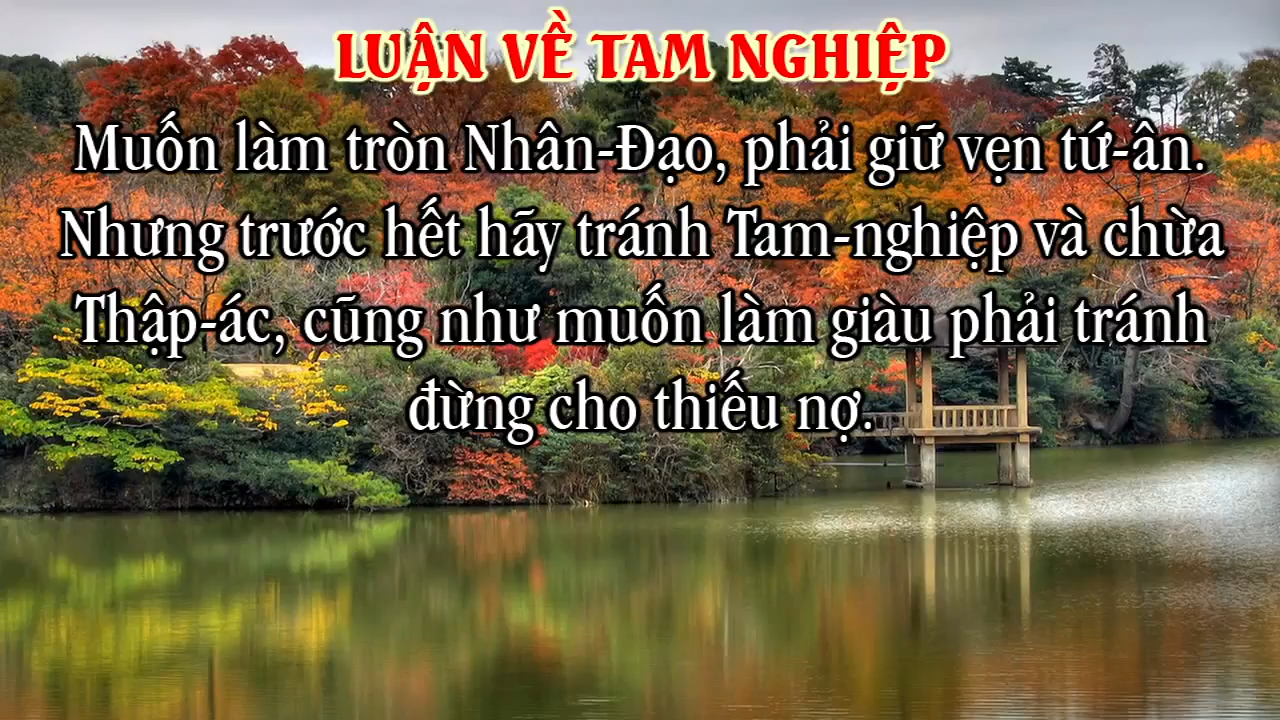 LUẬN VỀ TAM NGHIỆP
Muốn làm tròn Nhân-Đạo, phải giữ vẹn tứ-ân.
Nhưng trước hết hãy tránh Tam-nghiệp và chừa
Thập-ác, cũng như muốn làm giàu phải tránh
đừng cho thiếu nợ.